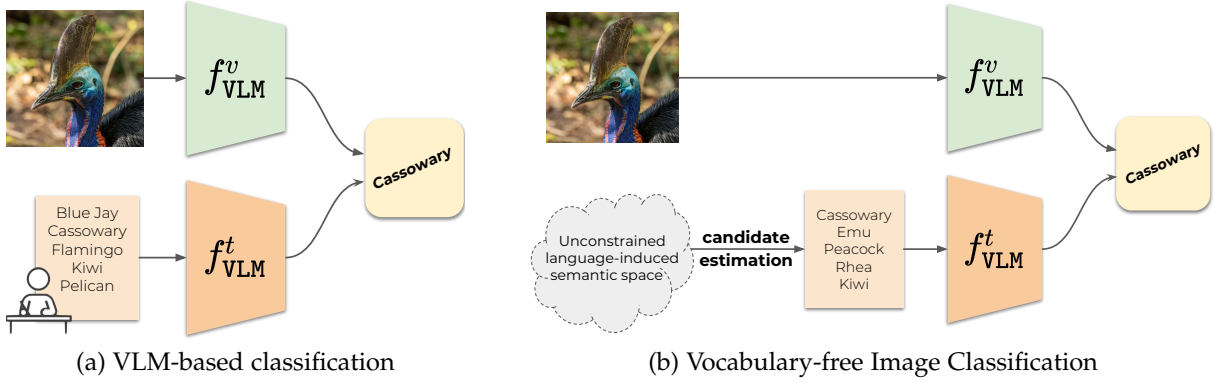 f^v_VLM
Cassowary
Blue Jay
Cassowary
Flamingo
Kiwi
Pelican
f^t_VLM
(a) VLM-based classification
f^v_VLM
Cassowary
Unconstrained
language-induced
semantic space
candidate
estimation
Cassowary
Emu
Peacock
Rhea
Kiwi
f^t_VLM
(b) Vocabulary-free Image Classification